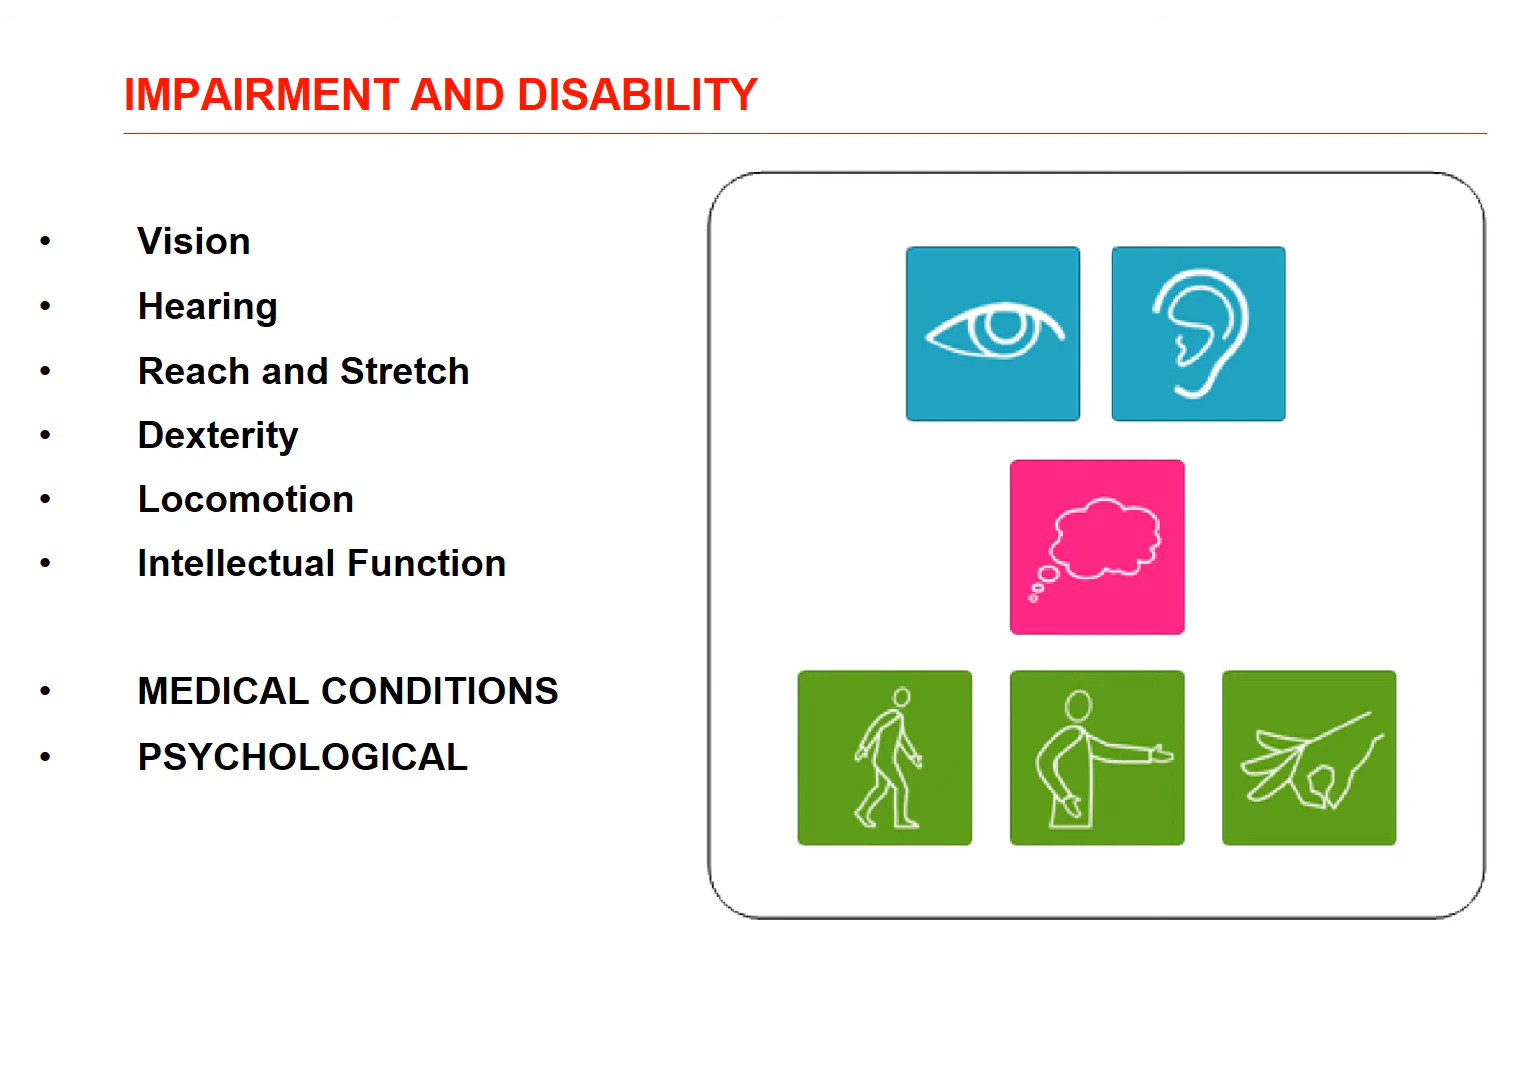 IMPAIRMENT AND DISABILITY
• Vision
• Hearing
• Reach and Stretch
• Dexterity
• Locomotion
• Intellectual Function
• MEDICAL CONDITIONS
• PSYCHOLOGICAL